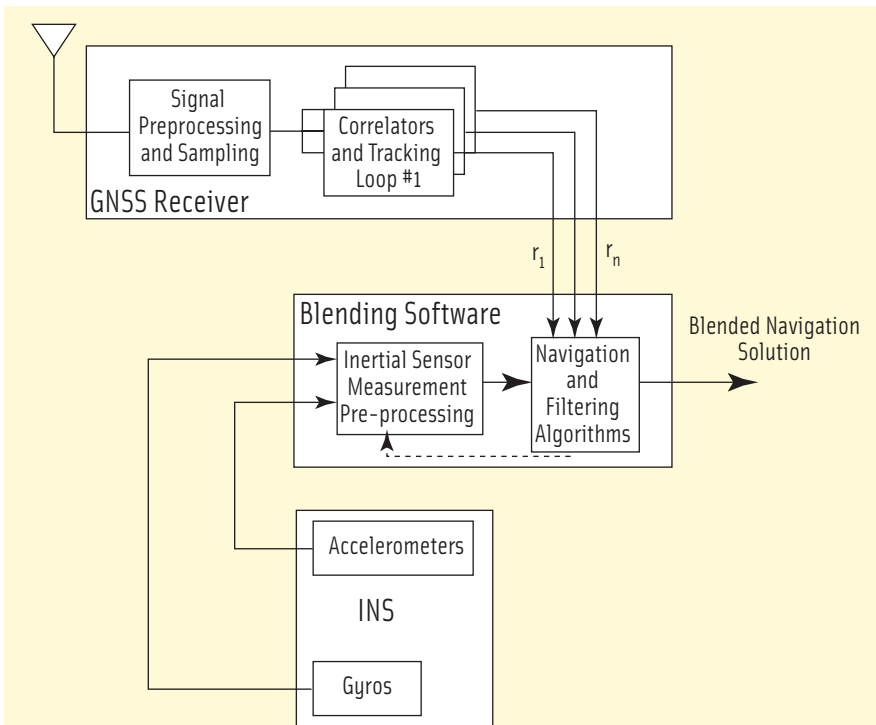 Signal
Preprocessing
and Sampling
Correlators
and Tracking
Loop #1
GNSS Receiver
r1
rn
Blending Software
Inertial Sensor
Measurement
Pre-processing
Navigation
and
Filtering
Algorithms
Blended Navigation
Solution
Accelerometers
INS
Gyros